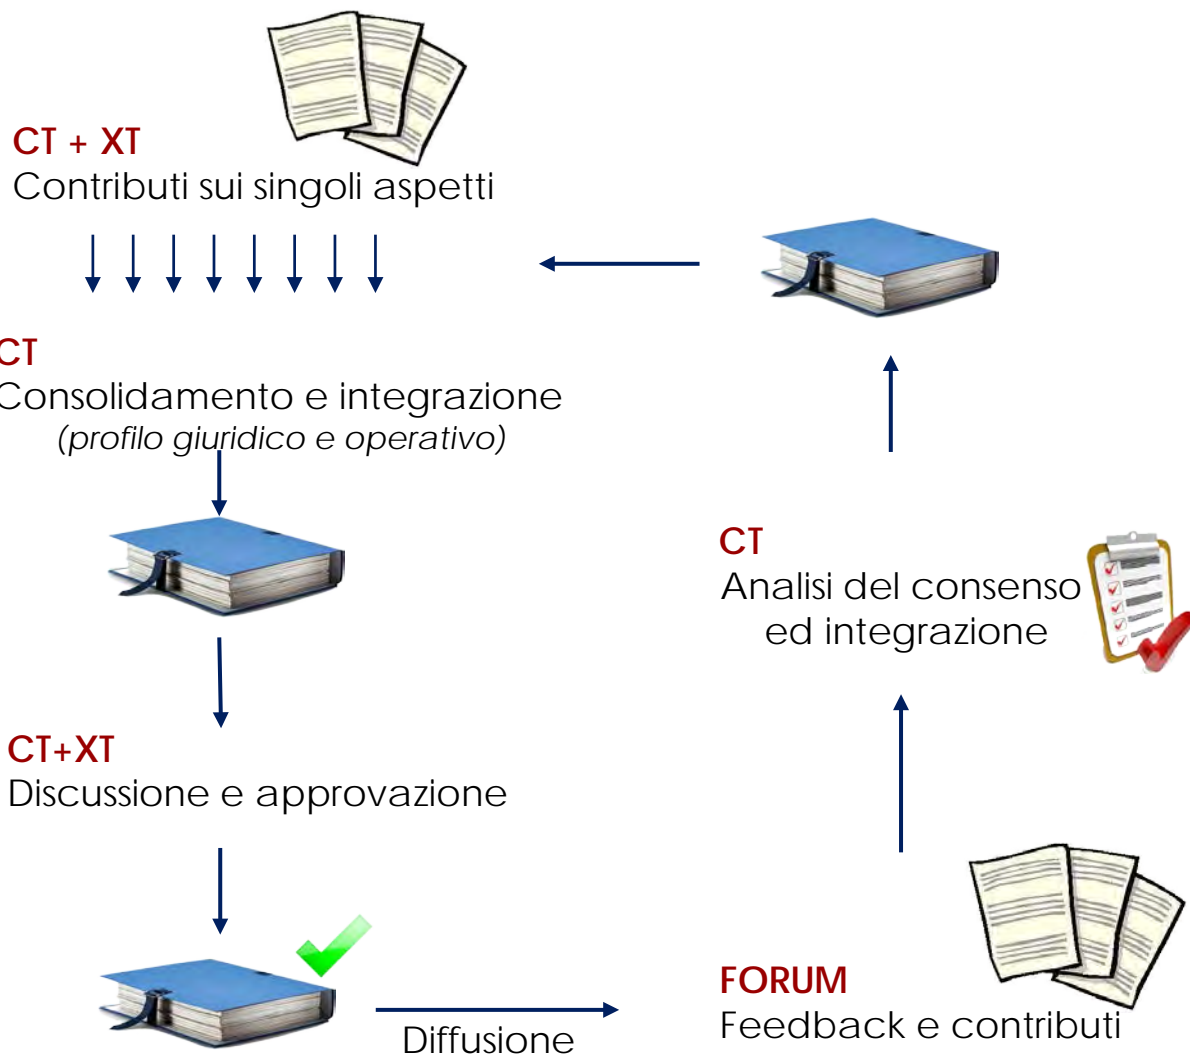 CT + XT
Contributi sui singoli aspetti
CT
Consolidamento e integrazione
(profilo giuridico e operativo)
CT+XT
Discussione e approvazione
Diffusione
FORUM
Feedback e contributi
CT
Analisi del consenso
ed integrazione